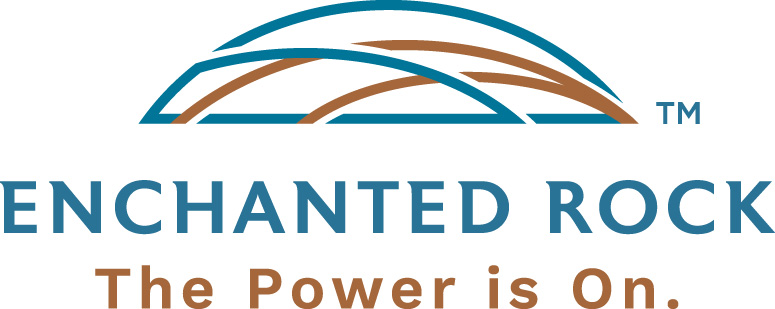 TM
ENCHANTED ROCK
The Power is On.